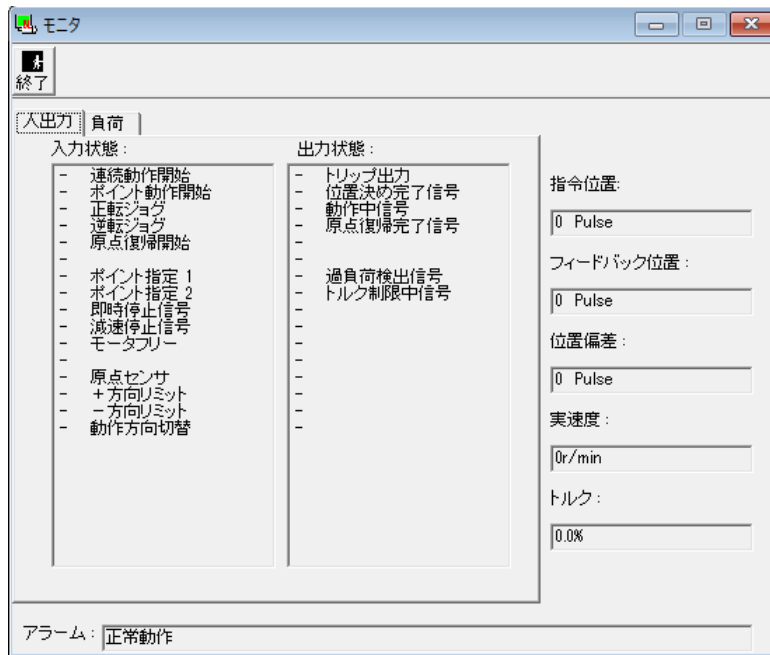 モニタ
終了
入出力 負荷
入力状態 :
- 連続動作開始
- ポイント動作開始
- 正転ジョグ
- 逆転ジョグ
- 原点復帰開始
-
- ポイント指定 1
- ポイント指定 2
- 即時停止信号
- 減速停止信号
- モータフリー
-
- 原点センサ
- +方向リミット
- -方向リミット
- 動作方向切替
出力状態 :
- トリップ出力
- 位置決め完了信号
- 動作中信号
- 原点復帰完了信号
-
-
- 過負荷検出信号
- トルク制限中信号
-
-
-
-
-
-
-
-
指令位置:
0 Pulse
フィードバック位置 :
0 Pulse
位置偏差 :
0 Pulse
実速度 :
0r/min
トルク :
0.0%
アラーム : 正常動作